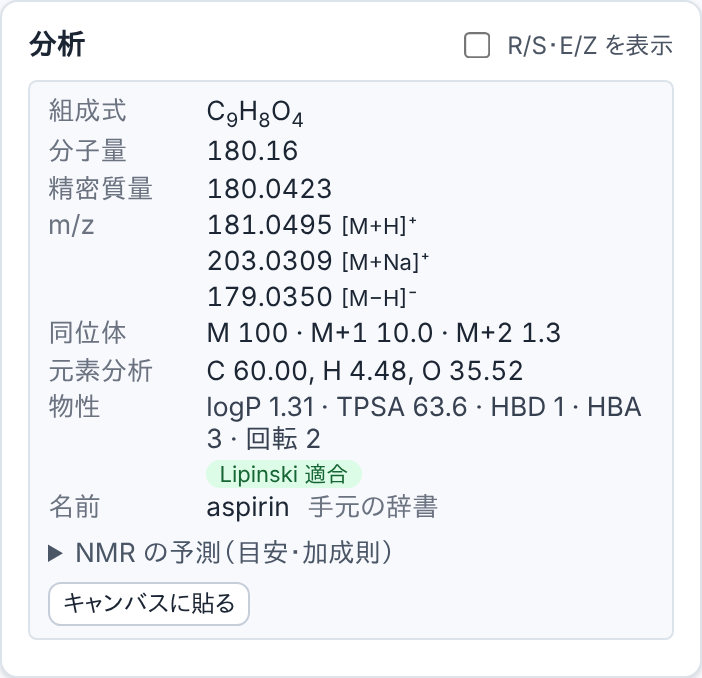 分析
R/S·E/Z を表示
組成式 C₉H₈O₄
分子量 180.16
精密質量 180.0423
m/z 181.0495 [M+H]⁺
203.0309 [M+Na]⁺
179.0350 [M−H]⁻
同位体 M 100 · M+1 10.0 · M+2 1.3
元素分析 C 60.00, H 4.48, O 35.52
物性 logP 1.31 · TPSA 63.6 · HBD 1 · HBA
3 · 回転 2
Lipinski 適合
名前 aspirin 手元の辞書
▶ NMR の予測（目安·加成則）
キャンバスに貼る